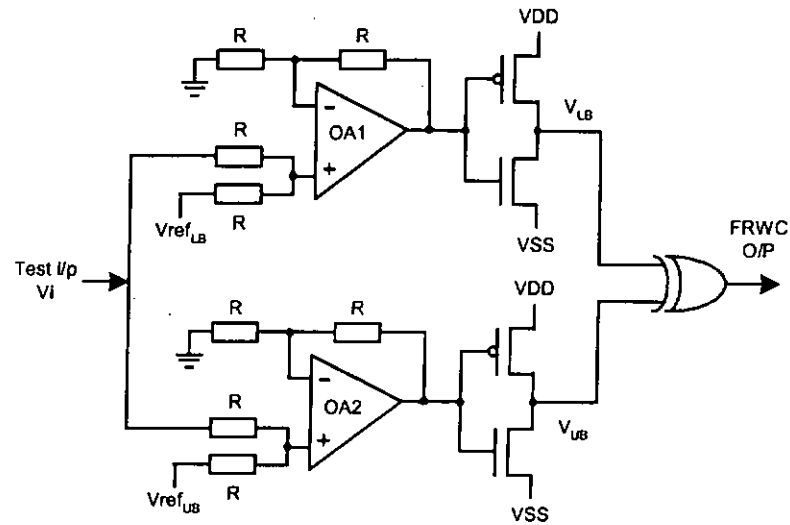 R
R
VDD
-
OA1
+
V_LB
R
Vref_LB
R
VSS
FRWC
O/P
Test I/p
Vi
R
R
VDD
-
OA2
+
R
V_UB
Vref_UB
R
VSS